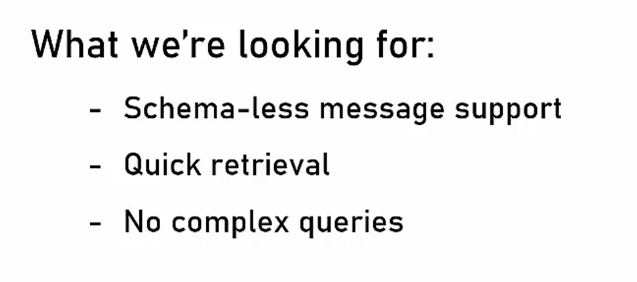 What we're looking for:
- Schema-less message support
- Quick retrieval
- No complex queries